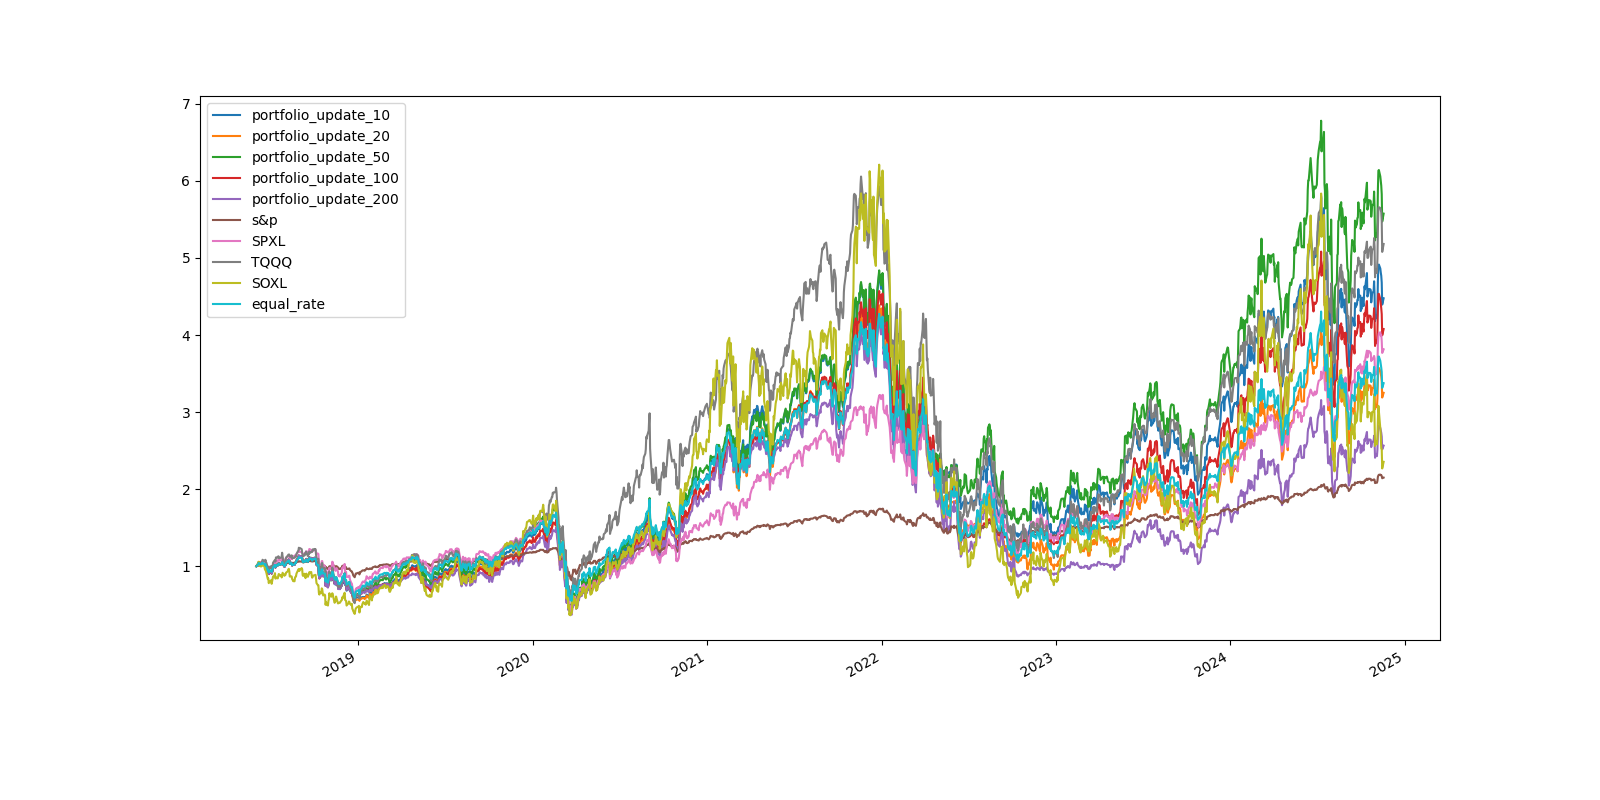 7
6
5
4
3
2
1
portfolio_update_10
portfolio_update_20
portfolio_update_50
portfolio_update_100
portfolio_update_200
s&p
SPXL
TQQQ
SOXL
equal_rate
2019
2020
2021
2022
2023
2024
2025